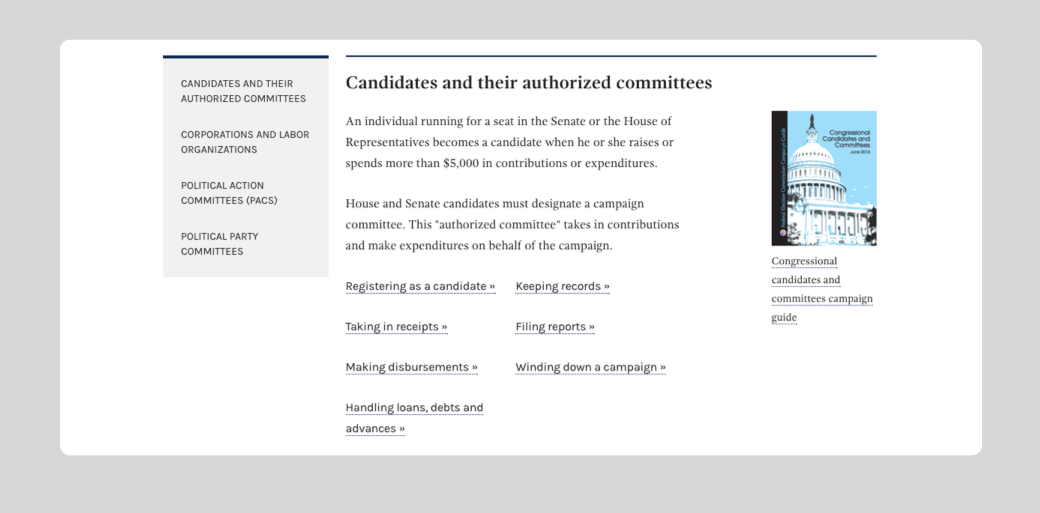 CANDIDATES AND THEIR
AUTHORIZED COMMITTEES
CORPORATIONS AND LABOR
ORGANIZATIONS
POLITICAL ACTION
COMMITTEES (PACS)
POLITICAL PARTY
COMMITTEES
Candidates and their authorized committees
An individual running for a seat in the Senate or the House of
Representatives becomes a candidate when he or she raises or
spends more than $5,000 in contributions or expenditures.
House and Senate candidates must designate a campaign
committee. This "authorized committee" takes in contributions
and make expenditures on behalf of the campaign.
Registering as a candidate »
Keeping records »
Taking in receipts »
Filing reports »
Making disbursements »
Winding down a campaign »
Handling loans, debts and
advances »
Federal Election Commission Campaign Guide
Congressional
Candidates and
Committees
June 2014
Congressional
candidates and
committees campaign
guide